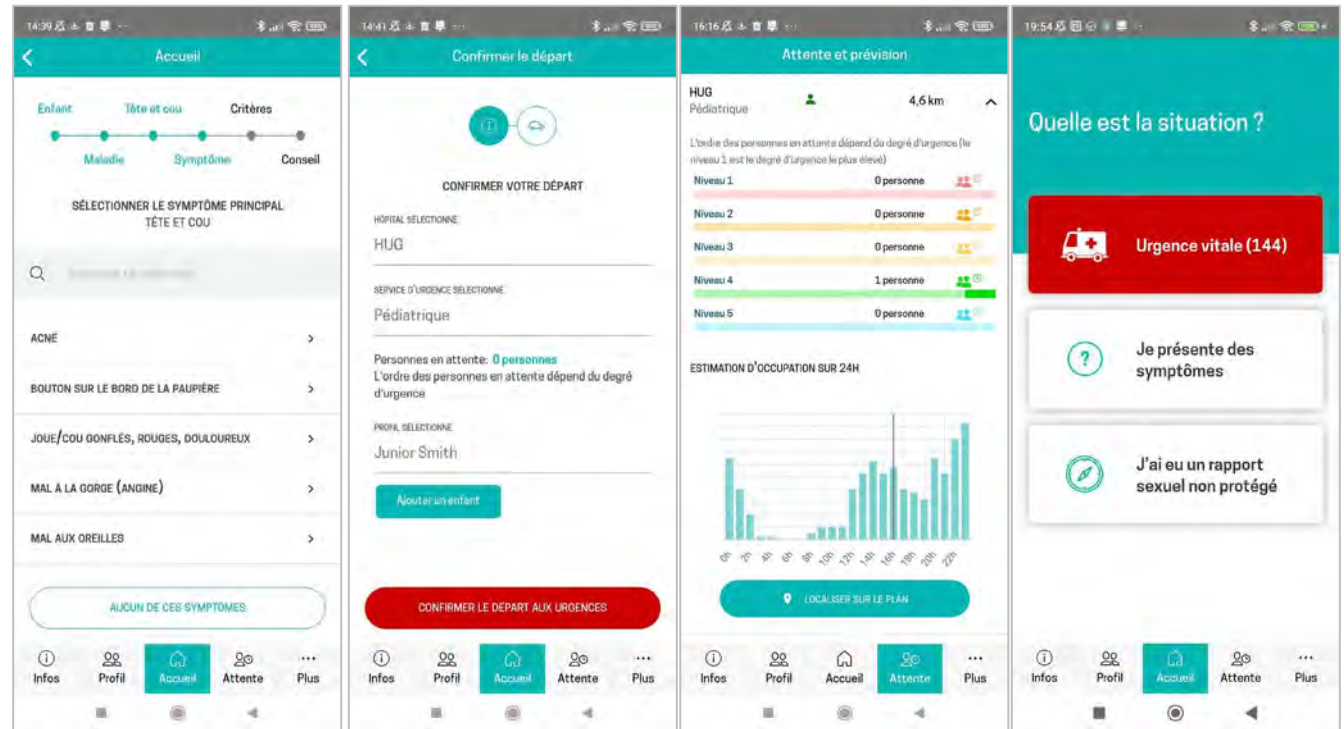 14:39
Accueil
Enfant
Tête et cou
Critères
Maladie
Symptôme
Conseil
SÉLECTIONNER LE SYMPTÔME PRINCIPAL
TÊTE ET COU
ACNÉ
BOUTON SUR LE BORD DE LA PAUPIÈRE
JOUE/COU GONFLÉS, ROUGES, DOULOUREUX
MAL À LA GORGE (ANGINE)
MAL AUX OREILLES
AUCUN DE CES SYMPTÔMES
Infos
Profil
Accueil
Attente
Plus
14:41
Confirmer le départ
CONFIRMER VOTRE DÉPART
HÔPITAL SÉLECTIONNÉ
HUG
SERVICE D'URGENCE SÉLECTIONNÉ
Pédiatrique
Personnes en attente: 0 personnes
L'ordre des personnes en attente dépend du degré
d'urgence
PROFIL SÉLECTIONNÉ
Junior Smith
Ajouter un enfant
CONFIRMER LE DÉPART AUX URGENCES
Infos
Profil
Accueil
Attente
Plus
16:16
Attente et prévision
HUG
Pédiatrique
4,6 km
L'ordre des personnes en attente dépend du degré d'urgence (le
niveau 1 est le degré d'urgence le plus élevé)
Niveau 1 0 personne
Niveau 2 0 personne
Niveau 3 0 personne
Niveau 4 1 personne
Niveau 5 0 personne
ESTIMATION D'OCCUPATION SUR 24H
0h 2h 4h 6h 8h 10h 12h 14h 16h 18h 20h 22h
LOCALISER SUR LE PLAN
Infos
Profil
Accueil
Attente
Plus
19:54
Quelle est la situation ?
Urgence vitale (144)
Je présente des
symptômes
J'ai eu un rapport
sexuel non protégé
Infos
Profil
Accueil
Attente
Plus